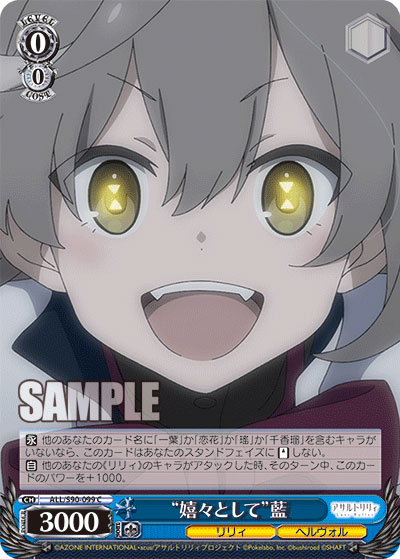 LEVEL
0
0
COST
SAMPLE
永 他のあなたのカード名に「一葉」か「恋花」か「瑤」か「千香瑠」を含むキャラが
いないなら、このカードはあなたのスタンドフェイズにスタンドしない。
自 他のあなたの《リリィ》のキャラがアタックした時、そのターン中、このカード
のパワーを+1000。
CH ALL/S90-099 C
3000
“嬉々として”藍
リリィ
ヘルヴォル
アサルトリリィ
©AZONE INTERNATIONAL・acus/アサルトリリィプロジェクト ©Pokelabo, Inc. ©bushiroad ©SHAFT